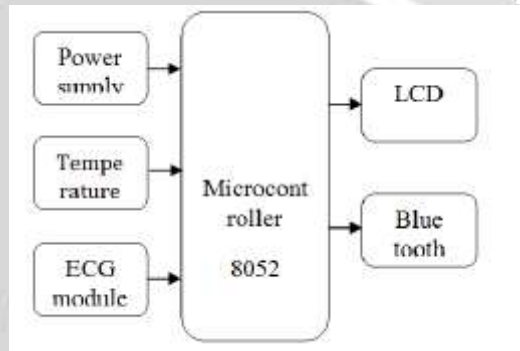 Power
supply
Tempe
rature
ECG
module
Microcont
roller
8052
LCD
Blue
tooth